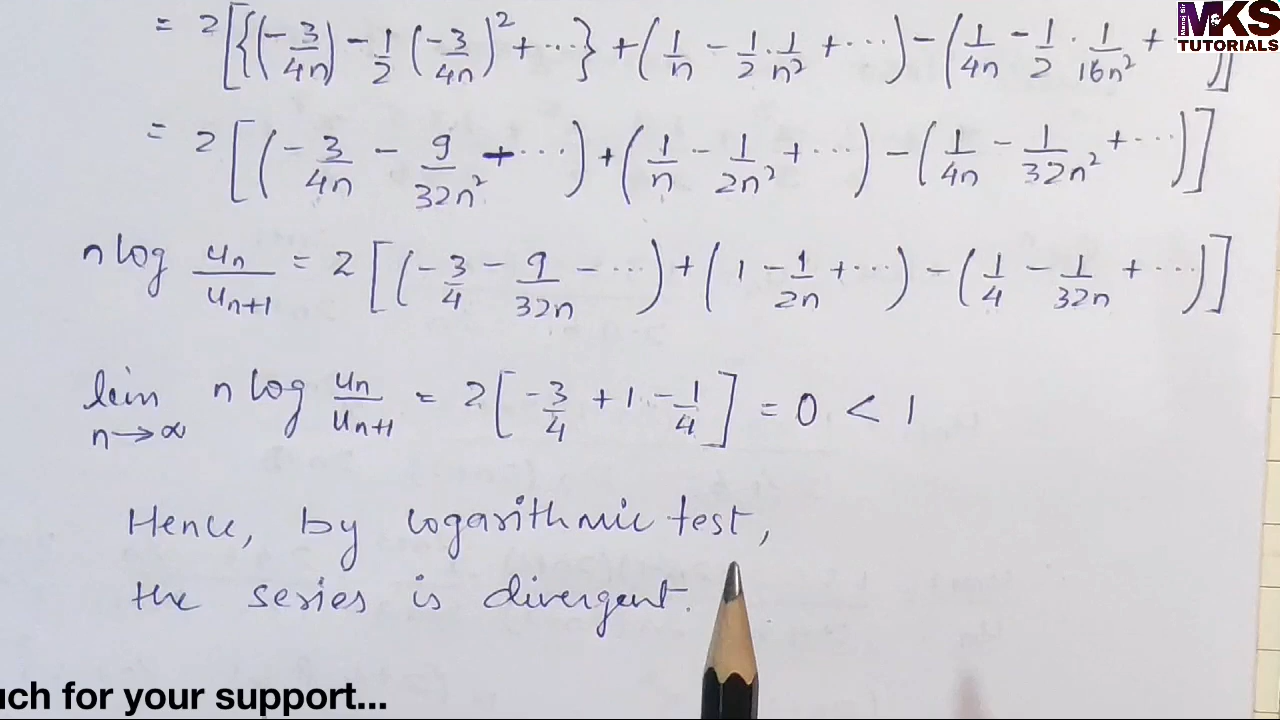 MKS
TUTORIALS
= 2[{(-3/4n) - 1/2 (-3/4n)² + ...} + (1/n - 1/2 · 1/n² + ...) - (1/4n - 1/2 · 1/16n² + ...)]
= 2[(-3/4n - 9/32n² + ...) + (1/n - 1/2n² + ...) - (1/4n - 1/32n² + ...)]
n log un/un+1 = 2[(-3/4 - 9/32n - ...) + (1 - 1/2n + ...) - (1/4 - 1/32n + ...)]
lim n→∞ n log un/un+1 = 2[-3/4 + 1 - 1/4] = 0 < 1
Hence, by logarithmic test,
the series is divergent.
uch for your support...